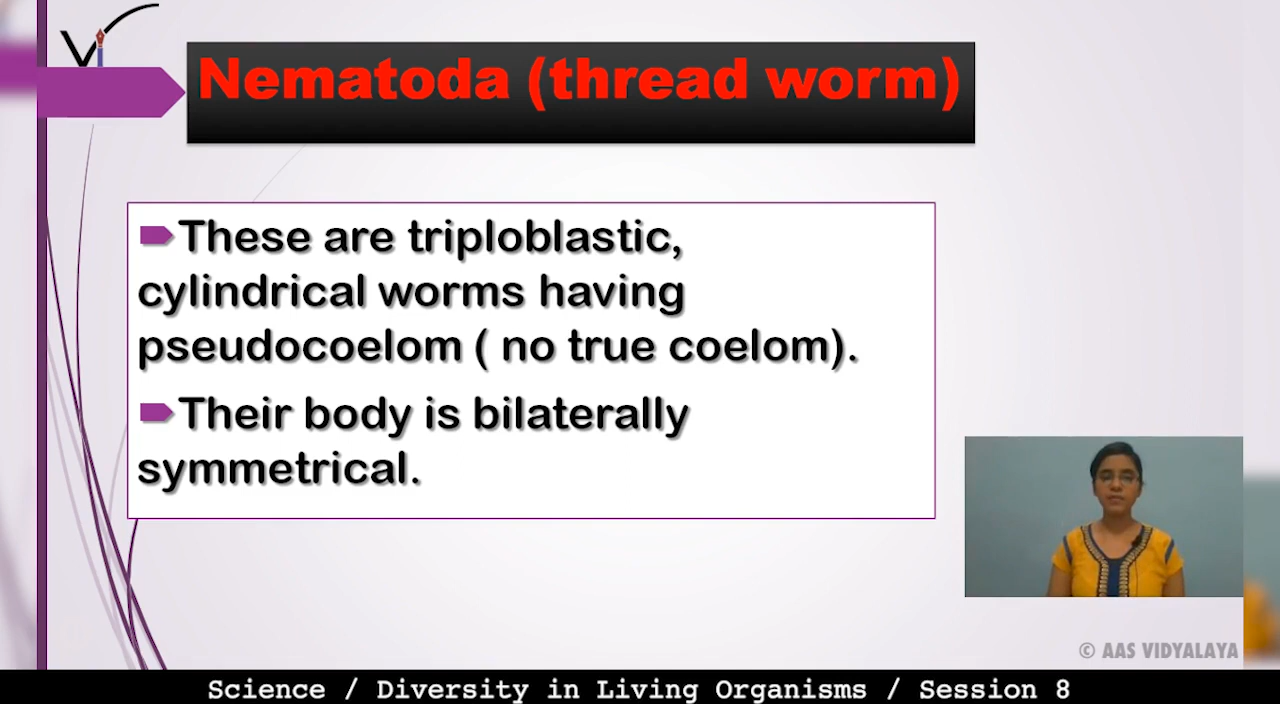 Nematoda (thread worm)
These are triploblastic,
cylindrical worms having
pseudocoelom ( no true coelom).
Their body is bilaterally
symmetrical.
© AAS VIDYALAYA
Science / Diversity in Living Organisms / Session 8